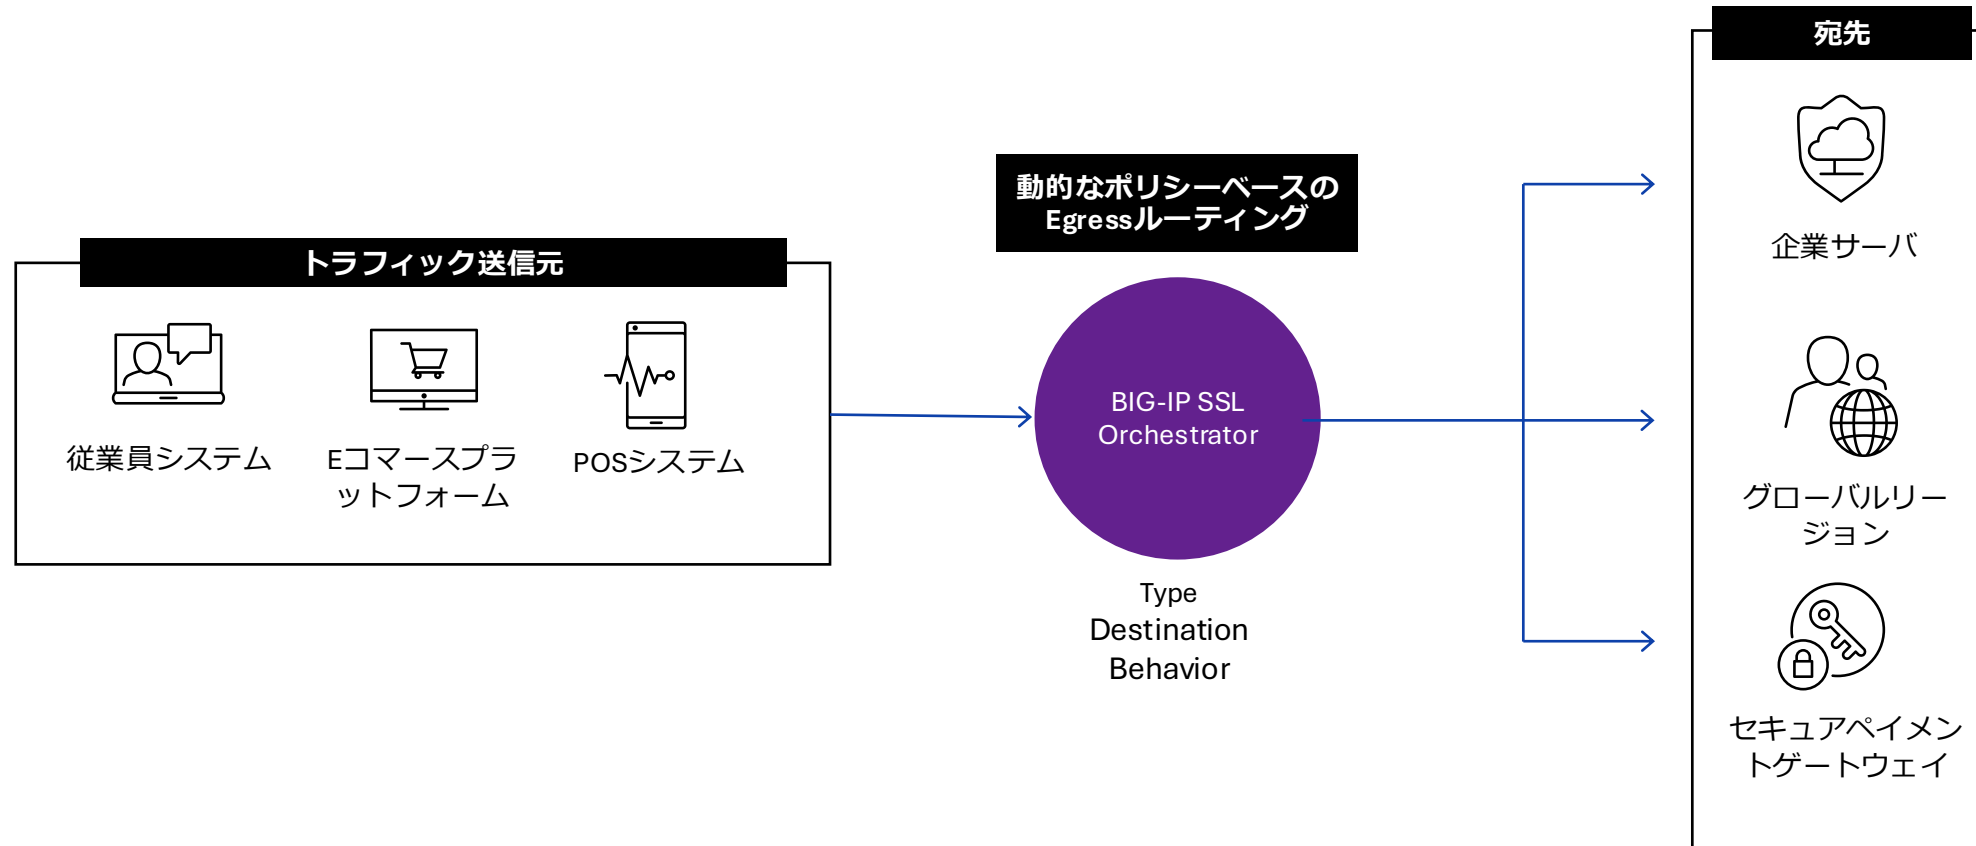 トラフィック送信元
従業員システム
Eコマースプラ
ットフォーム
POSシステム
動的なポリシーベースの
Egressルーティング
BIG-IP SSL
Orchestrator
Type
Destination
Behavior
宛先
企業サーバ
グローバルリー
ジョン
セキュアペイメン
トゲートウェイ